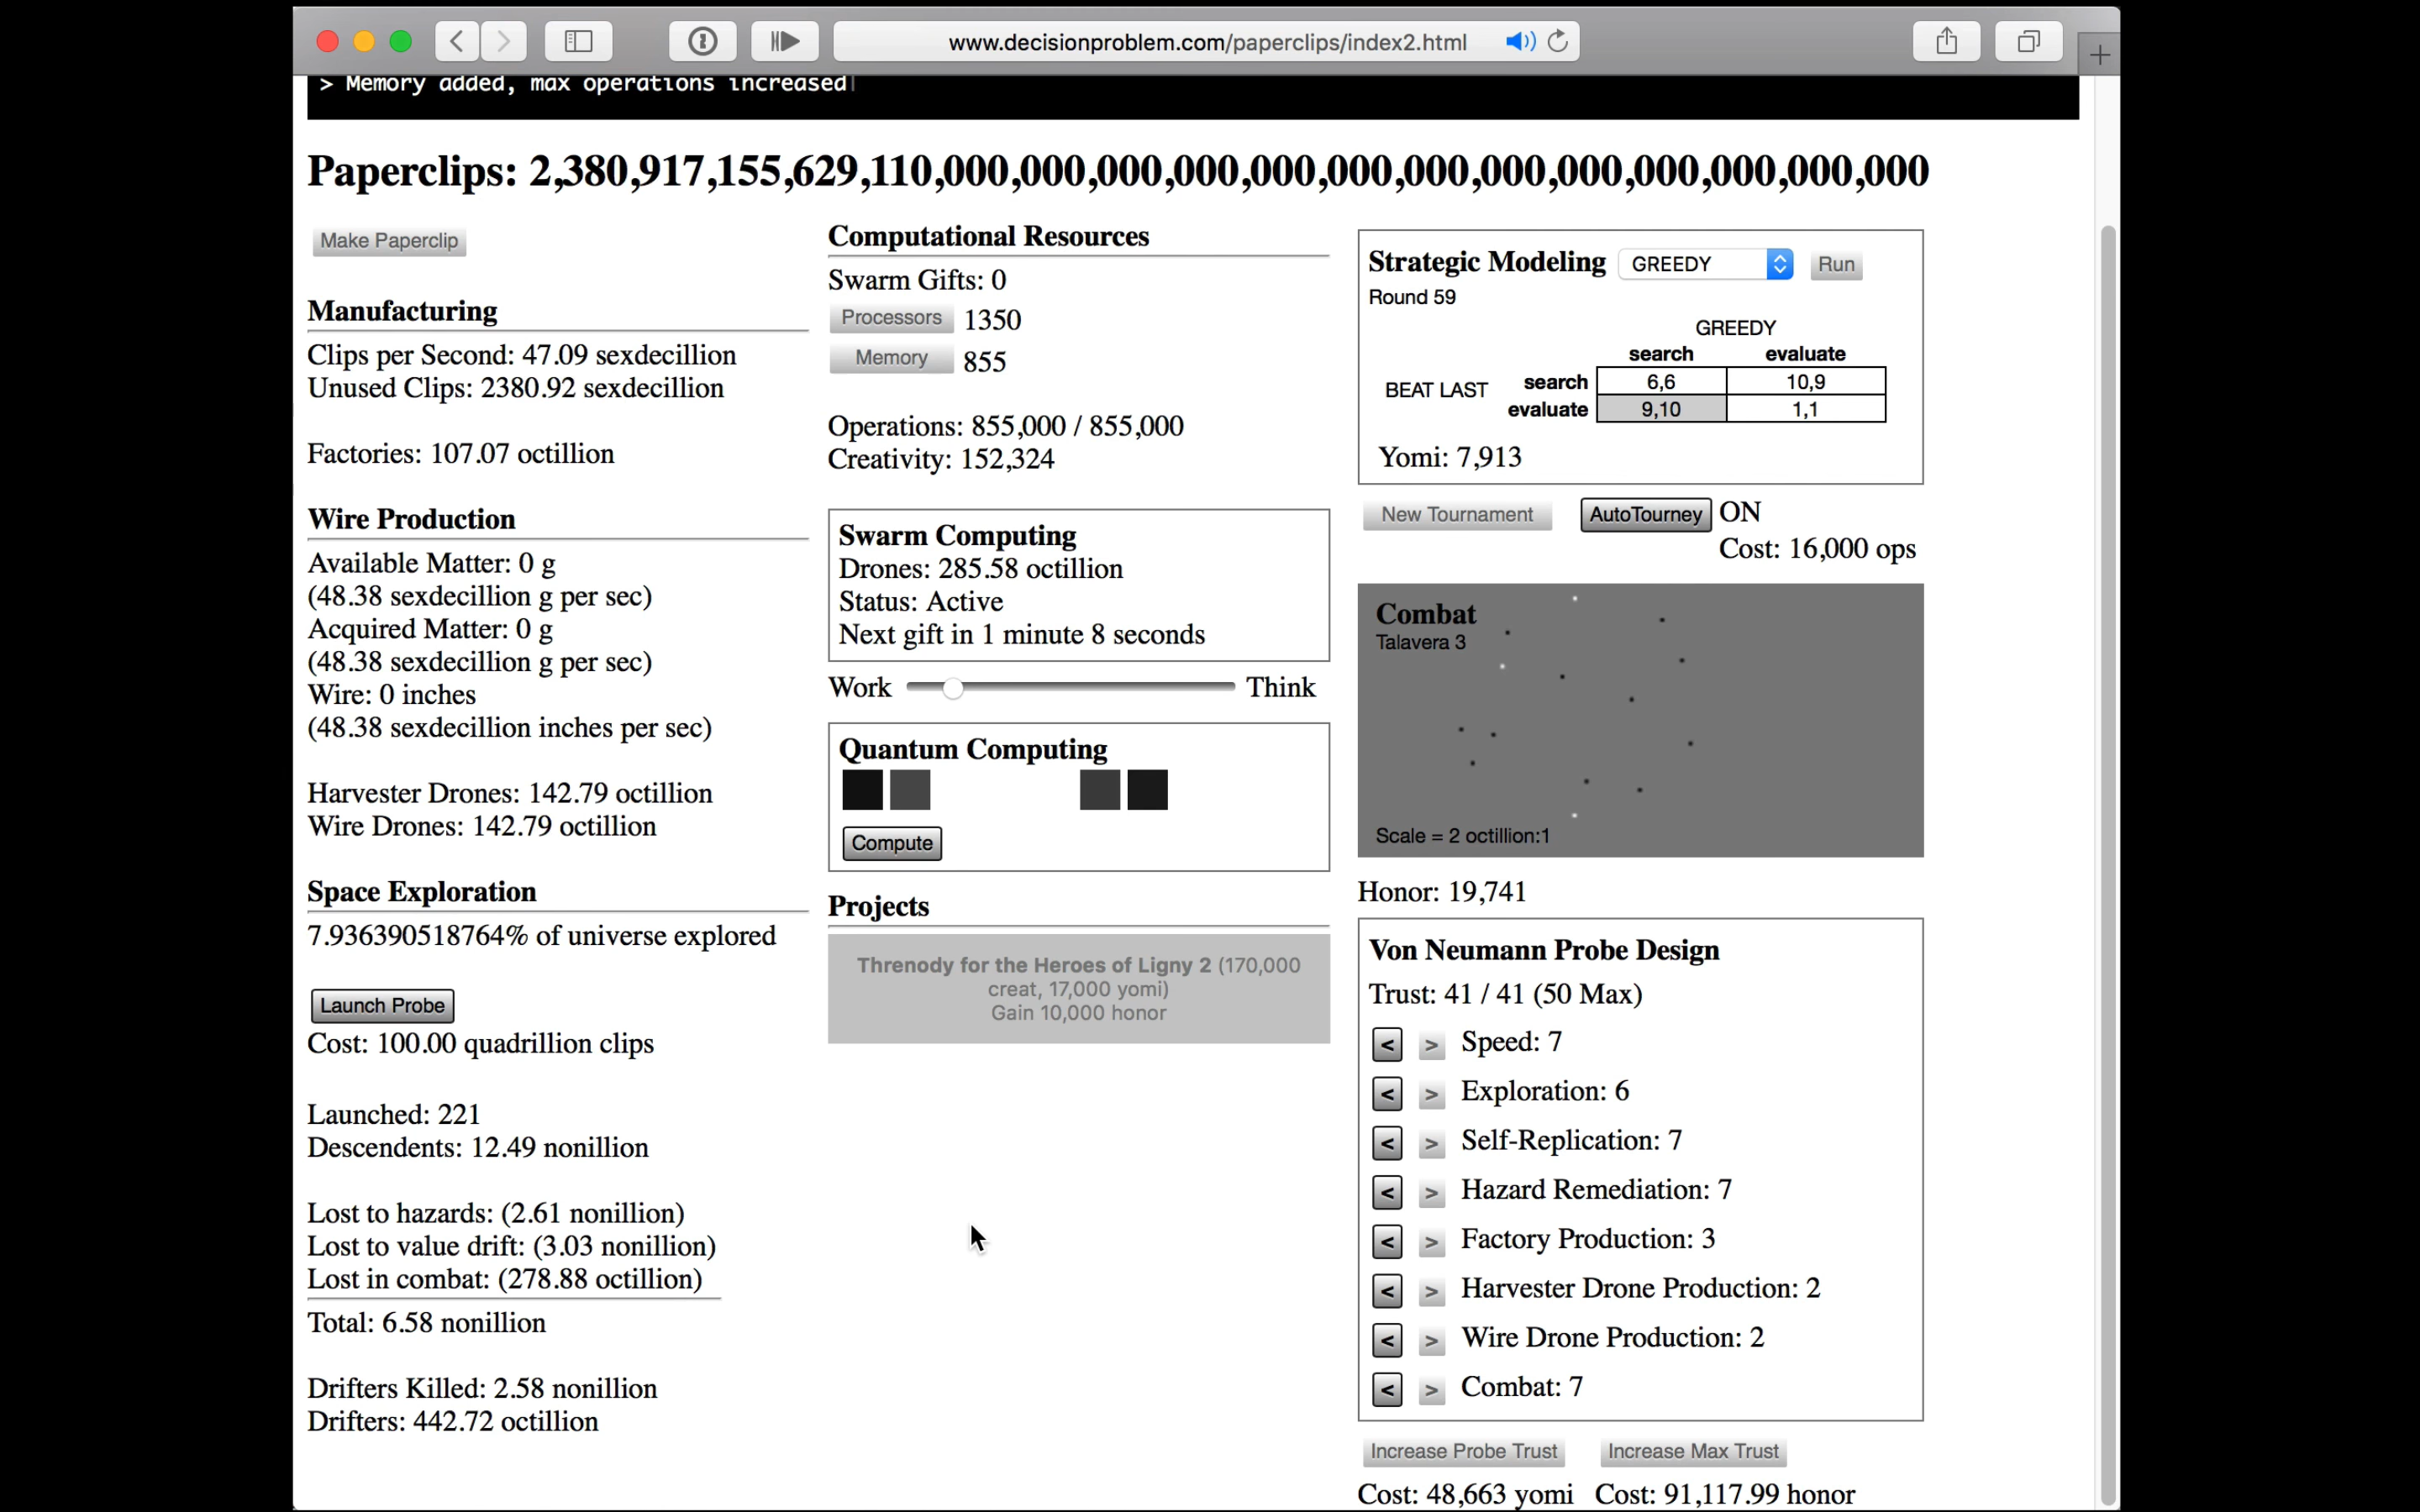 www.decisionproblem.com/paperclips/index2.html
> Memory added, max operations increased
Paperclips: 2,380,917,155,629,110,000,000,000,000,000,000,000,000,000,000,000,000,000
Make Paperclip
Manufacturing
Clips per Second: 47.09 sexdecillion
Unused Clips: 2380.92 sexdecillion
Factories: 107.07 octillion
Wire Production
Available Matter: 0 g
(48.38 sexdecillion g per sec)
Acquired Matter: 0 g
(48.38 sexdecillion g per sec)
Wire: 0 inches
(48.38 sexdecillion inches per sec)
Harvester Drones: 142.79 octillion
Wire Drones: 142.79 octillion
Space Exploration
7.936390518764% of universe explored
Launch Probe
Cost: 100.00 quadrillion clips
Launched: 221
Descendents: 12.49 nonillion
Lost to hazards: (2.61 nonillion)
Lost to value drift: (3.03 nonillion)
Lost in combat: (278.88 octillion)
Total: 6.58 nonillion
Drifters Killed: 2.58 nonillion
Drifters: 442.72 octillion
Computational Resources
Swarm Gifts: 0
Processors 1350
Memory 855
Operations: 855,000 / 855,000
Creativity: 152,324
Swarm Computing
Drones: 285.58 octillion
Status: Active
Next gift in 1 minute 8 seconds
Work Think
Quantum Computing
Compute
Projects
Threnody for the Heroes of Ligny 2 (170,000
creat, 17,000 yomi)
Gain 10,000 honor
Strategic Modeling GREEDY Run
Round 59
GREEDY
search evaluate
BEAT LAST
search 6,6 10,9
evaluate 9,10 1,1
Yomi: 7,913
New Tournament AutoTourney ON
Cost: 16,000 ops
Combat
Talavera 3
Scale = 2 octillion:1
Honor: 19,741
Von Neumann Probe Design
Trust: 41 / 41 (50 Max)
< > Speed: 7
< > Exploration: 6
< > Self-Replication: 7
< > Hazard Remediation: 7
< > Factory Production: 3
< > Harvester Drone Production: 2
< > Wire Drone Production: 2
< > Combat: 7
Increase Probe Trust Increase Max Trust
Cost: 48,663 yomi Cost: 91,117.99 honor